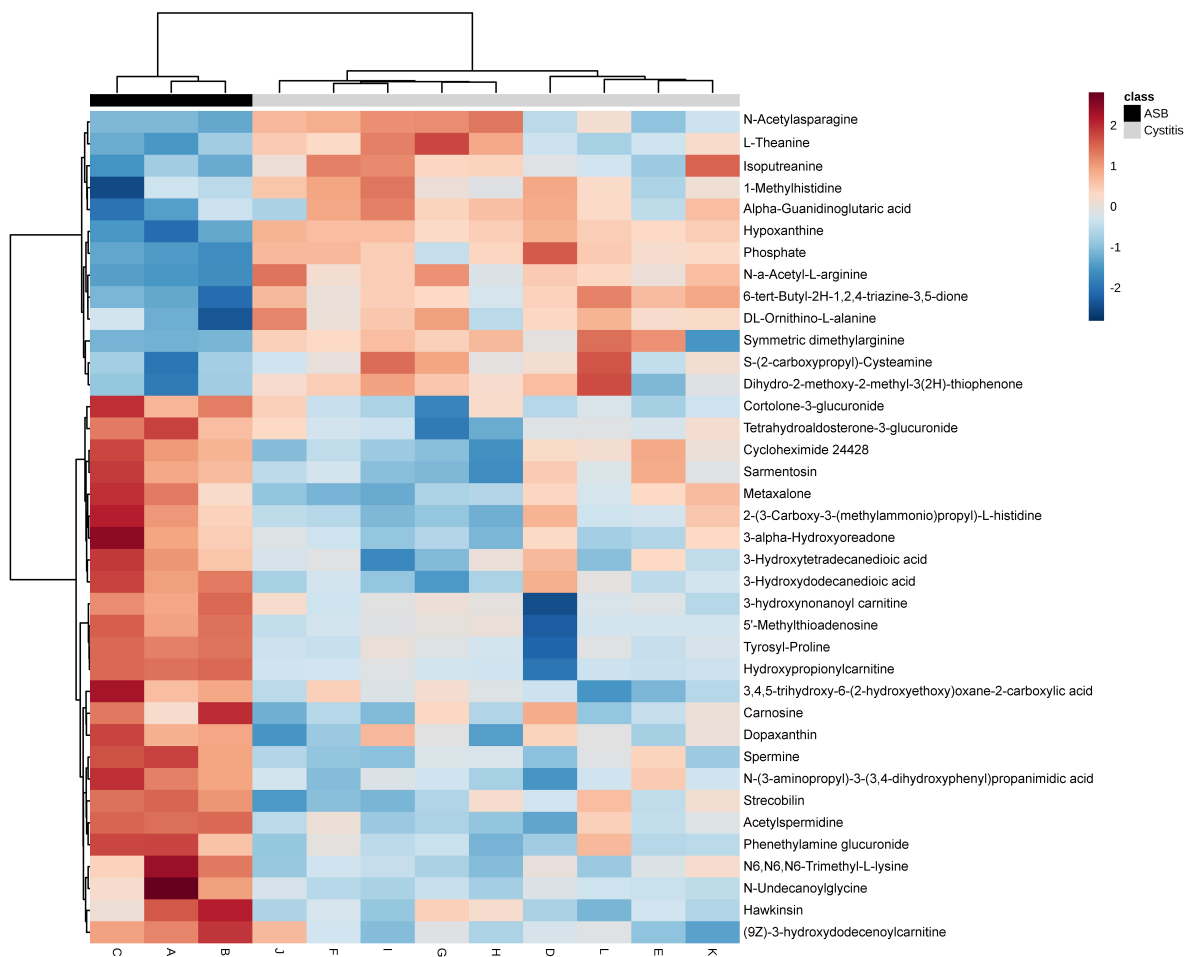 class
ASB
Cystitis
2
1
0
-1
-2
N-Acetylasparagine
L-Theanine
Isoputreanine
1-Methylhistidine
Alpha-Guanidinoglutaric acid
Hypoxanthine
Phosphate
N-a-Acetyl-L-arginine
6-tert-Butyl-2H-1,2,4-triazine-3,5-dione
DL-Ornithino-L-alanine
Symmetric dimethylarginine
S-(2-carboxypropyl)-Cysteamine
Dihydro-2-methoxy-2-methyl-3(2H)-thiophenone
Cortolone-3-glucuronide
Tetrahydroaldosterone-3-glucuronide
Cycloheximide 24428
Sarmentosin
Metaxalone
2-(3-Carboxy-3-(methylammonio)propyl)-L-histidine
3-alpha-Hydroxyoreadone
3-Hydroxytetradecanedioic acid
3-Hydroxydodecanedioic acid
3-hydroxynonanoyl carnitine
5'-Methylthioadenosine
Tyrosyl-Proline
Hydroxypropionylcarnitine
3,4,5-trihydroxy-6-(2-hydroxyethoxy)oxane-2-carboxylic acid
Carnosine
Dopaxanthin
Spermine
N-(3-aminopropyl)-3-(3,4-dihydroxyphenyl)propanimidic acid
Strecobilin
Acetylspermidine
Phenethylamine glucuronide
N6,N6,N6-Trimethyl-L-lysine
N-Undecanoylglycine
Hawkinsin
(9Z)-3-hydroxydodecenoylcarnitine
C A B J F I G H D L E K